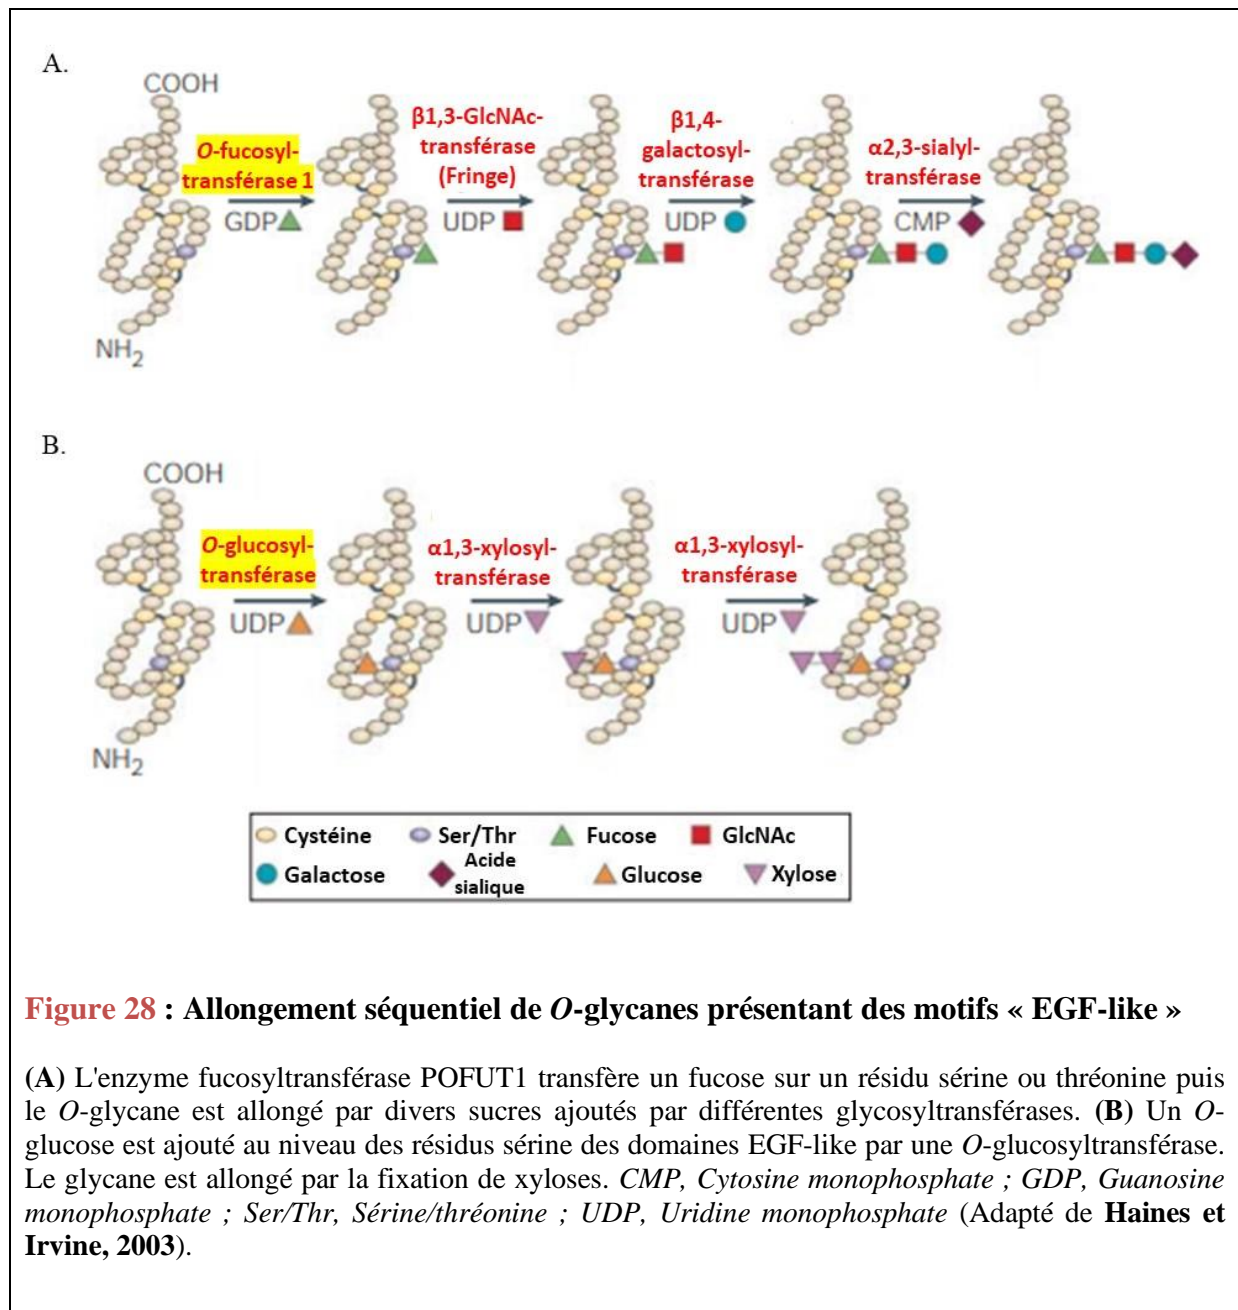 A.
COOH
O-fucosyl-
transférase 1
GDP
β1,3-GlcNAc-
transférase
(Fringe)
UDP
β1,4-
galactosyl-
transférase
UDP
α2,3-sialyl-
transférase
CMP
NH2
B.
COOH
O-glucosyl-
transférase
UDP
α1,3-xylosyl-
transférase
UDP
α1,3-xylosyl-
transférase
UDP
NH2
Cystéine Ser/Thr Fucose GlcNAc
Galactose Acide sialique Glucose Xylose
Figure 28 : Allongement séquentiel de O-glycanes présentant des motifs « EGF-like »
(A) L'enzyme fucosyltransférase POFUT1 transfère un fucose sur un résidu sérine ou thréonine puis
le O-glycane est allongé par divers sucres ajoutés par différentes glycosyltransférases. (B) Un O-
glucose est ajouté au niveau des résidus sérine des domaines EGF-like par une O-glucosyltransférase.
Le glycane est allongé par la fixation de xyloses. CMP, Cytosine monophosphate ; GDP, Guanosine
monophosphate ; Ser/Thr, Sérine/thréonine ; UDP, Uridine monophosphate (Adapté de Haines et
Irvine, 2003).